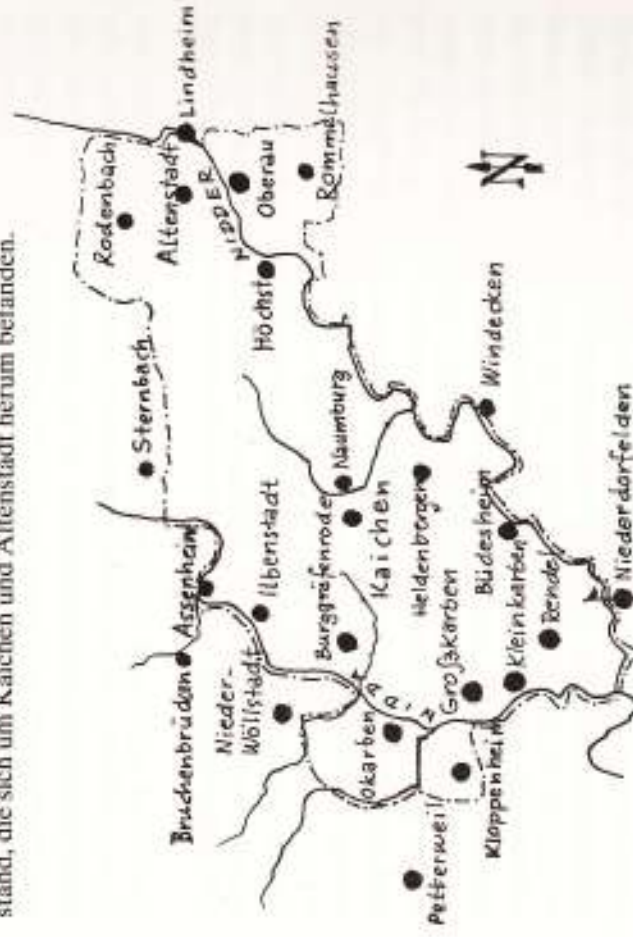 stand, die sich um Kaichen und Altenstadt herum befanden.
Lindheim
Rodenbach
Altenstadt
NIDDER
Oberau
Rommelhausen
Sternbach
Höchst
N
Assenheim
Bruchenbrücken
Ilbenstadt
Naumburg
Nieder-
Wöllstadt
Burggräfenrode
Kaichen
Windecken
Heldenbergen
NIDDA
Okarben
Großkarben
Büdesheim
Kleinkarben
Petterweil
Kloppenheim
Rendel
Niederdorfelden